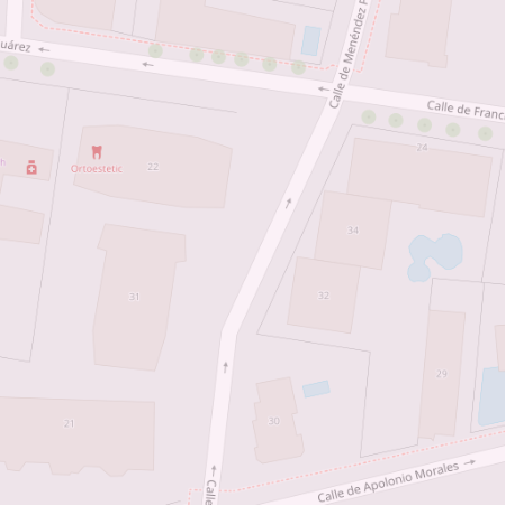 uárez
Calle de Menéndez P
Calle de Franci
24
Ortoestetic
22
34
31
32
29
21
30
Calle
Calle de Apolonio Morales